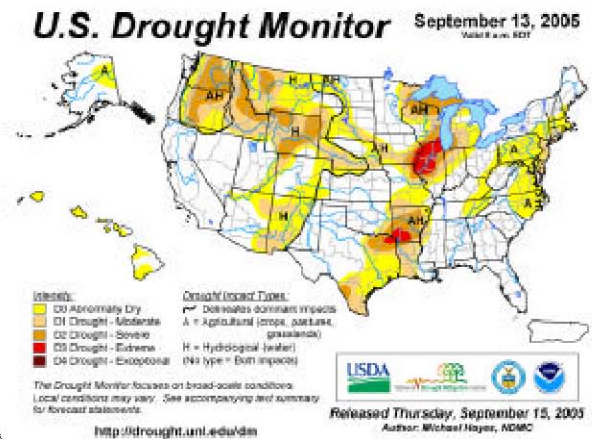 U.S. Drought Monitor
September 13, 2005
Valid 8 a.m. EDT
A
H
AH
AH
AH
H
AH
A
H
AH
A
Intensity:
D0 Abnormally Dry
D1 Drought - Moderate
D2 Drought - Severe
D3 Drought - Extreme
D4 Drought - Exceptional
Drought Impact Types:
Delineates dominant impacts
A = Agricultural (crops, pastures,
grasslands)
H = Hydrological (water)
(No type = Both impacts)
The Drought Monitor focuses on broad-scale conditions.
Local conditions may vary. See accompanying text summary
for forecast statements.
http://drought.unl.edu/dm
USDA
Released Thursday, September 15, 2005
Author: Michael Hayes, NDMC